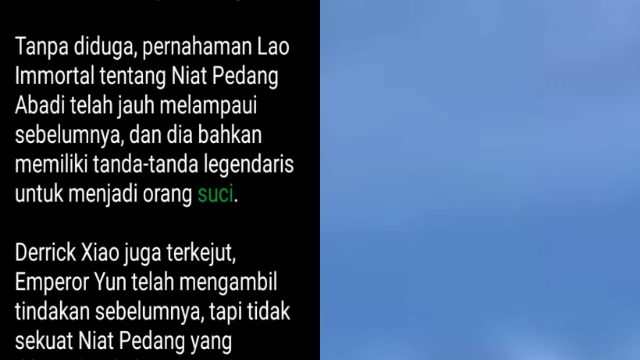 Tanpa diduga, pernahaman Lao
Immortal tentang Niat Pedang
Abadi telah jauh melampaui
sebelumnya, dan dia bahkan
memiliki tanda-tanda legendaris
untuk menjadi orang suci.
Derrick Xiao juga terkejut,
Emperor Yun telah mengambil
tindakan sebelumnya, tapi tidak
sekuat Niat Pedang yang